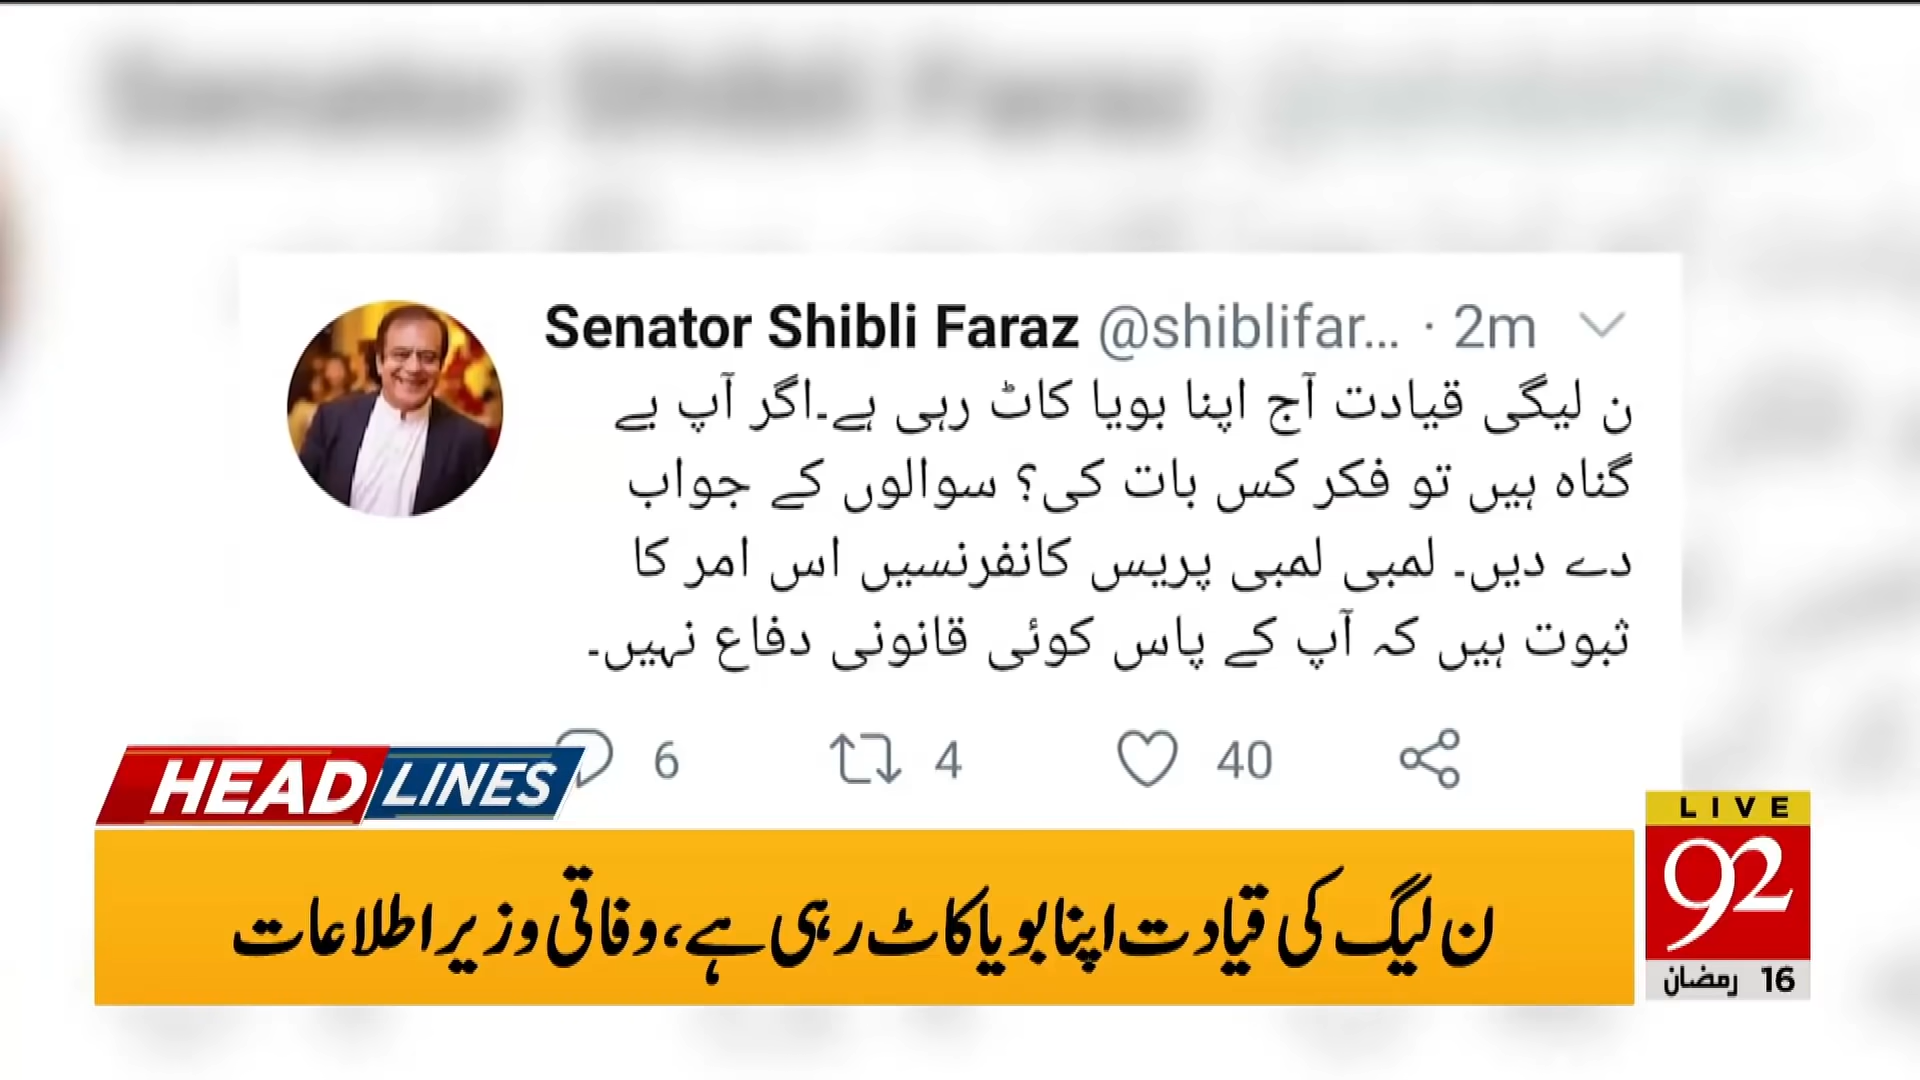 Senator Shibli Faraz @shiblifar... · 2m
ن لیگی قیادت آج اپنا بویا کاٹ رہی ہے۔اگر آپ بے
گناہ ہیں تو فکر کس بات کی؟ سوالوں کے جواب
دے دیں۔ لمبی لمبی پریس کانفرنسیں اس امر کا
ثبوت ہیں کہ آپ کے پاس کوئی قانونی دفاع نہیں۔
6 4 40
HEADLINES
LIVE
92
ن لیگ کی قیادت اپنا بویا کاٹ رہی ہے، وفاقی وزیر اطلاعات
16 رمضان